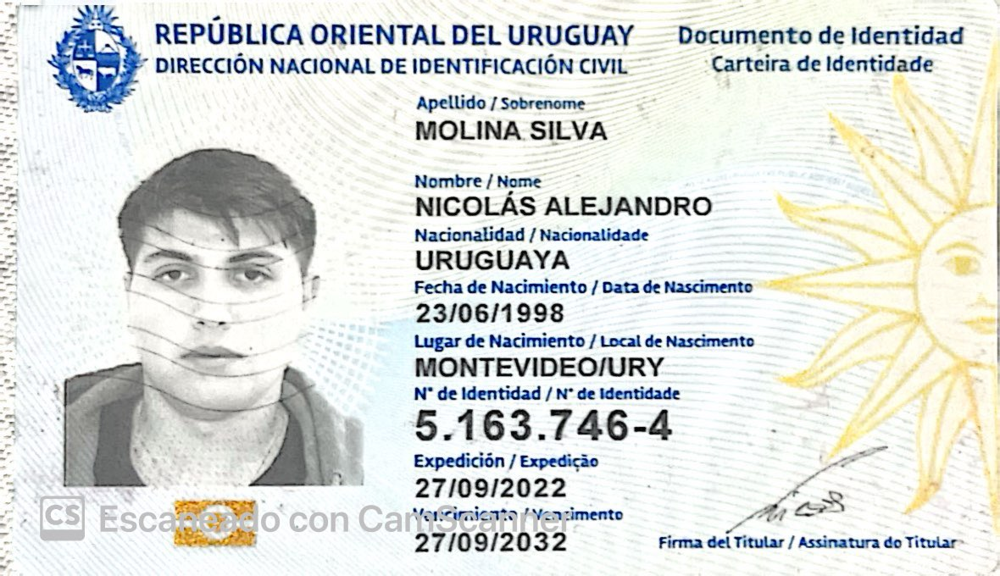 REPÚBLICA ORIENTAL DEL URUGUAY
DIRECCIÓN NACIONAL DE IDENTIFICACIÓN CIVIL
Documento de Identidad
Carteira de Identidade
Apellido / Sobrenome
MOLINA SILVA
Nombre / Nome
NICOLÁS ALEJANDRO
Nacionalidad / Nacionalidade
URUGUAYA
Fecha de Nacimiento / Data de Nascimento
23/06/1998
Lugar de Nacimiento / Local de Nascimento
MONTEVIDEO/URY
N° de Identidad / N° de Identidade
5.163.746-4
Expedición / Expedição
27/09/2022
Vencimiento / Vencimento
27/09/2032
Firma del Titular / Assinatura do Titular
CS Escaneado con CamScanner